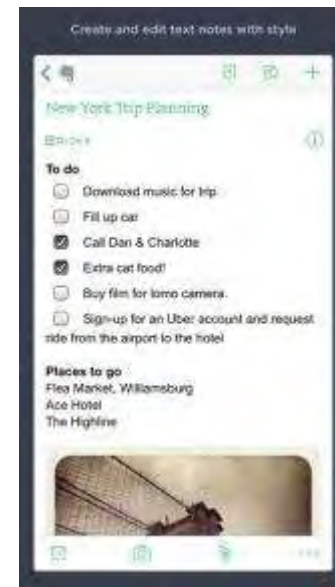 Create and edit text notes with style
New York Trip Planning
To do
Download music for trip
Fill up car
Call Dan & Charlotte
Extra cat food!
Buy film for lomo camera.
Sign-up for an Uber account and request
ride from the airport to the hotel
Places to go
Flea Market, Williamsburg
Ace Hotel
The Highline